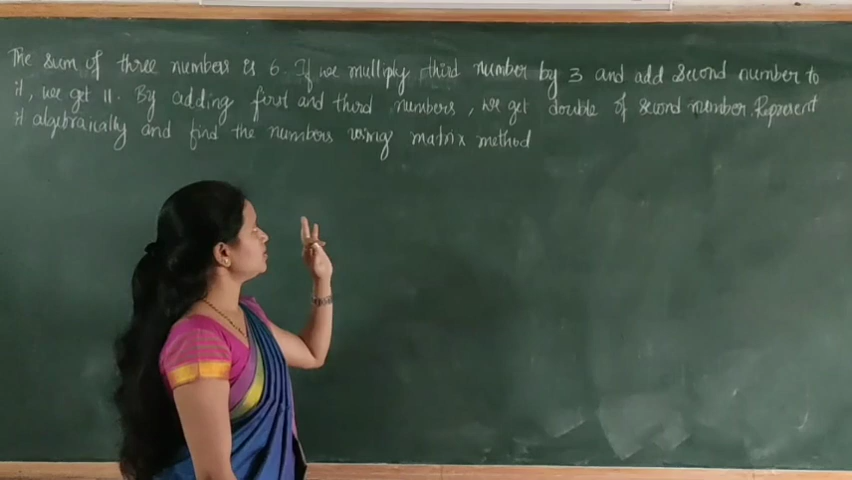 The sum of three numbers is 6. If we multiply third number by 3 and add second number to
it, we get 11. By adding first and third numbers, we get double of second number. Represent
it algebraically and find the numbers using matrix method